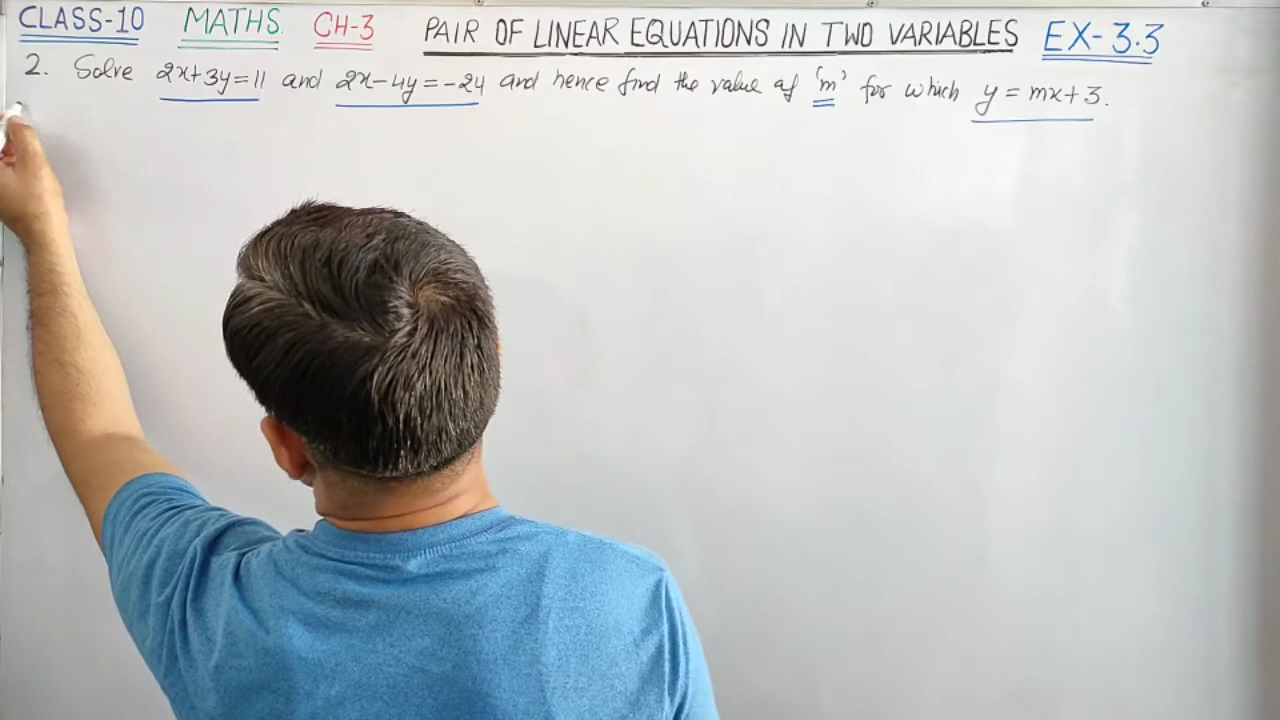 CLASS-10 MATHS CH-3 PAIR OF LINEAR EQUATIONS IN TWO VARIABLES EX-3.3
2. Solve 2x+3y=11 and 2x-4y=-24 and hence find the value of 'm' for which y = mx+3.